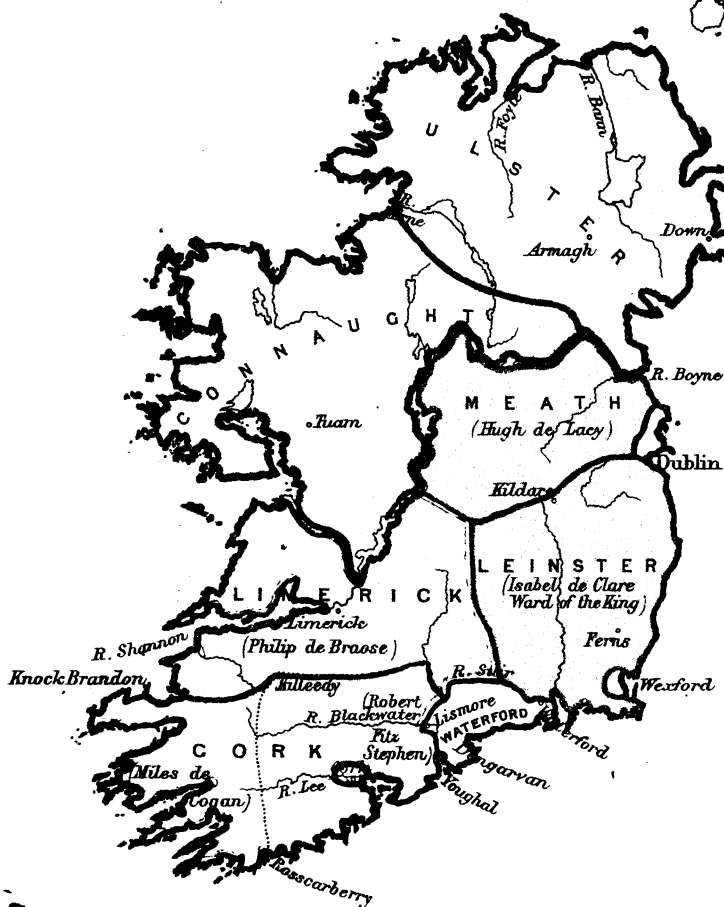 R. Foyle
R. Bann
ULSTER
R.
Down
Armagh
CONNAUGHT
R. Boyne
MEATH
(Hugh de Lacy)
Tuam
Dublin
Kildare
LEINSTER
(Isabel de Clare
Ward of the King)
LIMERICK
Limerick
(Philip de Braose)
R. Shannon
Ferns
Knock Brandon
Killeedy
R. Suir
Wexford
(Robert
Fitz
Stephen)
Lismore
WATERFORD
Waterford
R. Blackwater
CORK
Dungarvan
(Miles de
Cogan)
R. Lee
Youghal
Rosscarberry